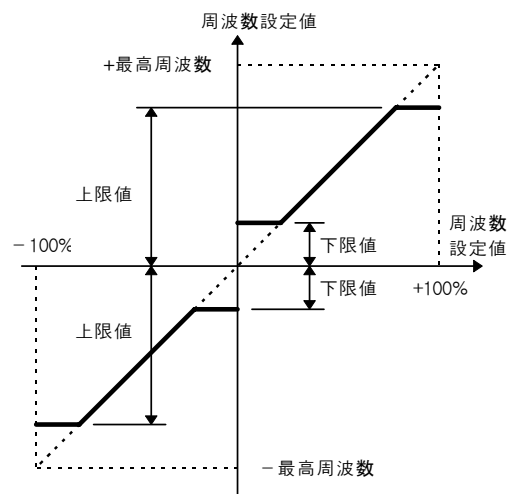 周波数設定値
+最高周波数
上限値
周波数
設定値
－100%
下限値
下限値
+100%
上限値
－最高周波数